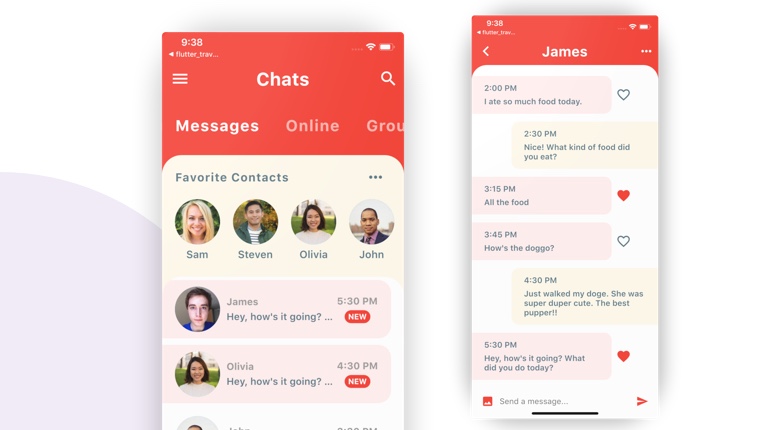 9:38
flutter_trav...
Chats
Messages Online Grou
Favorite Contacts
Sam Steven Olivia John
James 5:30 PM
Hey, how's it going? ... NEW
Olivia 4:30 PM
Hey, how's it going? ... NEW
9:38
flutter_trav...
James
2:00 PM
I ate so much food today.
2:30 PM
Nice! What kind of food did
you eat?
3:15 PM
All the food
3:45 PM
How's the doggo?
4:30 PM
Just walked my doge. She was
super duper cute. The best
pupper!!
5:30 PM
Hey, how's it going? What
did you do today?
Send a message...